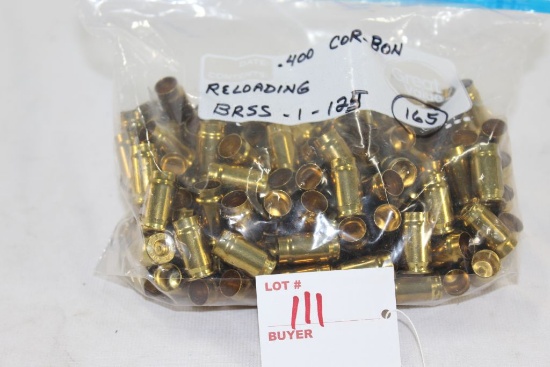 .400 COR-BON
RELOADING
BRSS -1-125
165
LOT #
111
BUYER